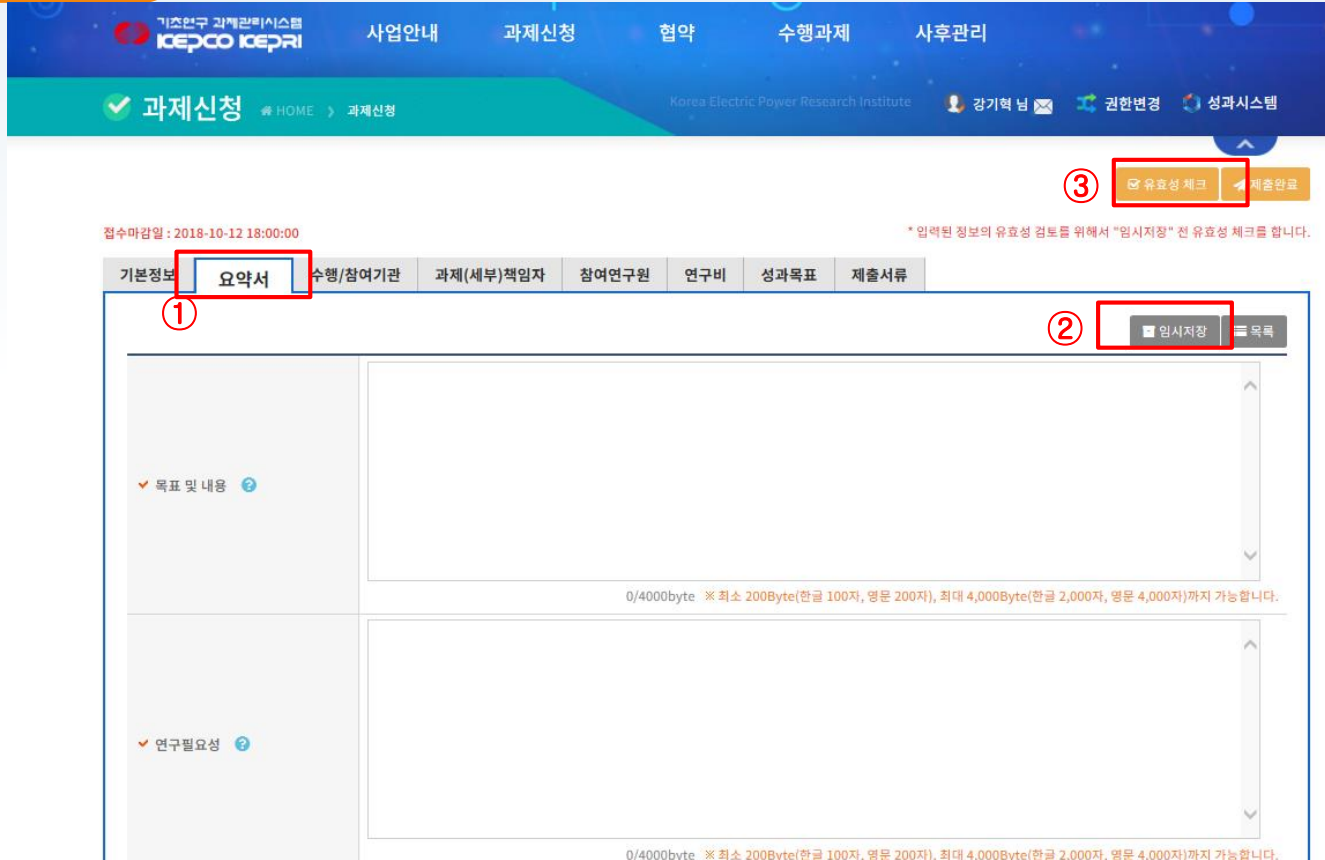 기초연구 과제관리시스템
KEPCO KEPRI
사업안내 과제신청 협약 수행과제 사후관리
과제신청 HOME > 과제신청 Korea Electric Power Research Institute 강기혁 님 권한변경 성과시스템
③ 유효성 체크 제출완료
접수마감일 : 2018-10-12 18:00:00 * 입력된 정보의 유효성 검토를 위해서 "임시저장" 전 유효성 체크를 합니다.
기본정보 요약서 수행/참여기관 과제(세부)책임자 참여연구원 연구비 성과목표 제출서류
① ② 임시저장 목록
목표 및 내용
0/4000byte ※ 최소 200Byte(한글 100자, 영문 200자), 최대 4,000Byte(한글 2,000자, 영문 4,000자)까지 가능합니다.
연구필요성
0/4000byte ※ 최소 200Byte(한글 100자, 영문 200자), 최대 4,000Byte(한글 2,000자, 영문 4,000자)까지 가능합니다.